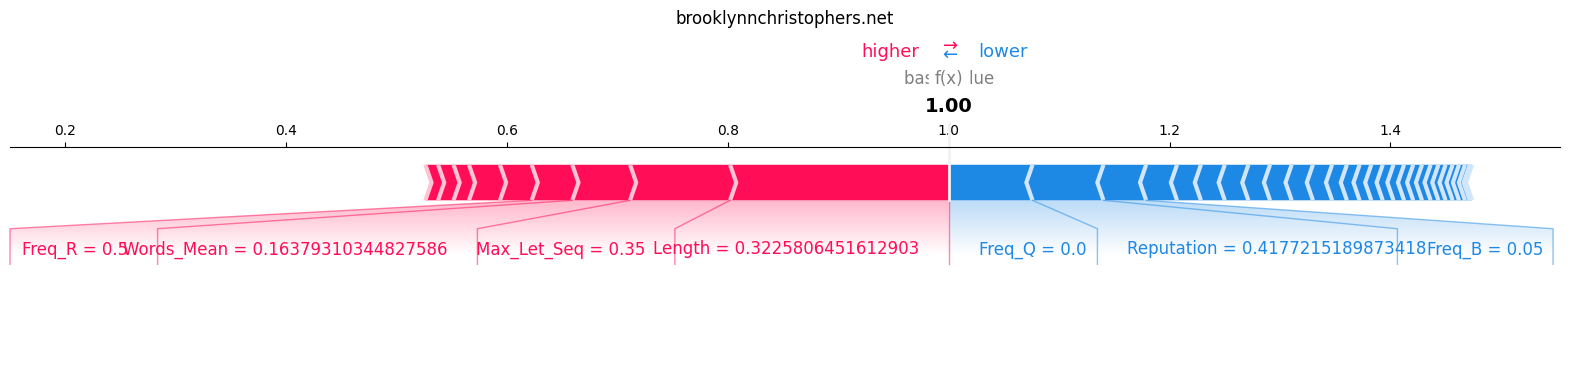 brooklynnchristophers.net
higher ⇄ lower
f(x)
1.00
0.2 0.4 0.6 0.8 1.0 1.2 1.4
Freq_R = 0.5 Words_Mean = 0.16379310344827586 Max_Let_Seq = 0.35 Length = 0.3225806451612903 Freq_Q = 0.0 Reputation = 0.4177215189873418 Freq_B = 0.05